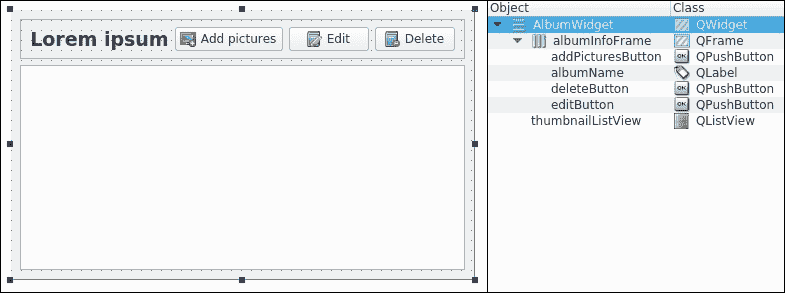 Lorem ipsum Add pictures Edit Delete
Object Class
AlbumWidget QWidget
albumInfoFrame QFrame
addPicturesButton QPushButton
albumName QLabel
deleteButton QPushButton
editButton QPushButton
thumbnailListView QListView